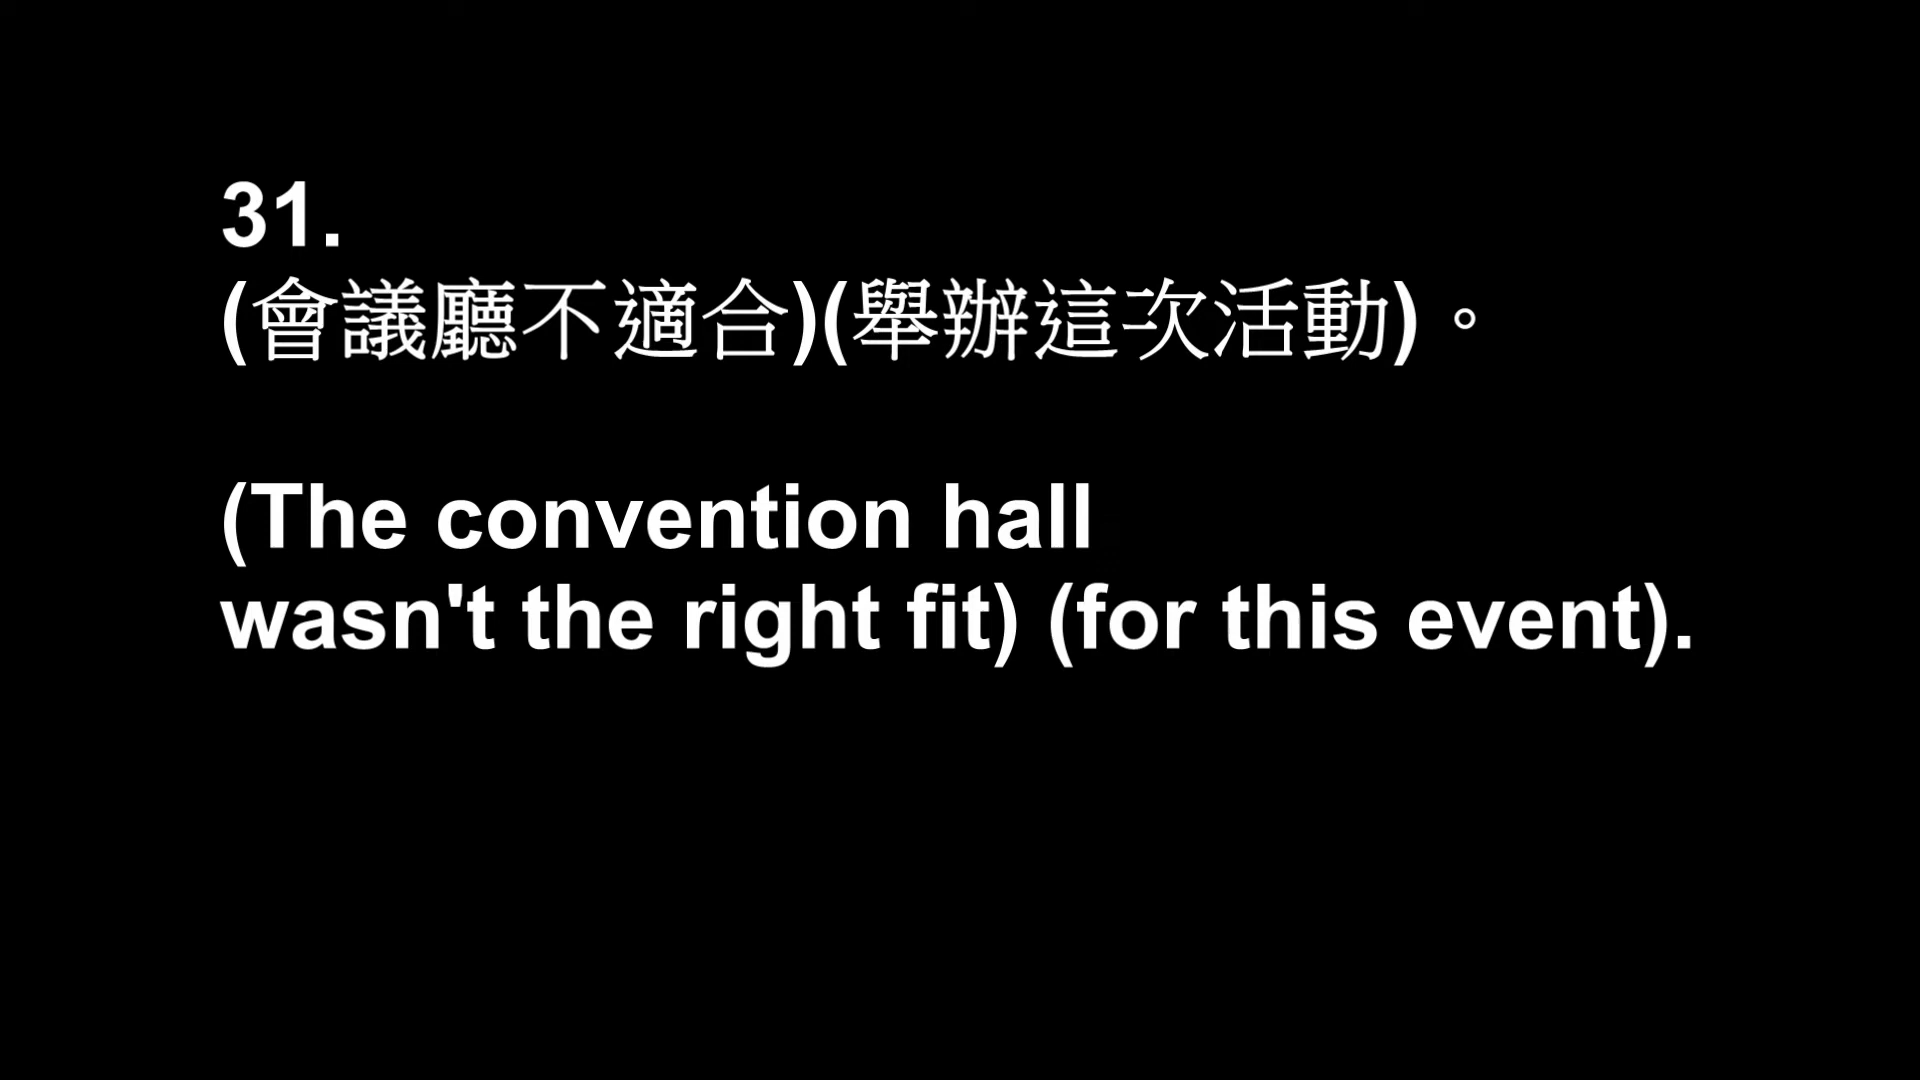 31.
(會議廳不適合)(舉辦這次活動)。
(The convention hall
wasn't the right fit) (for this event).